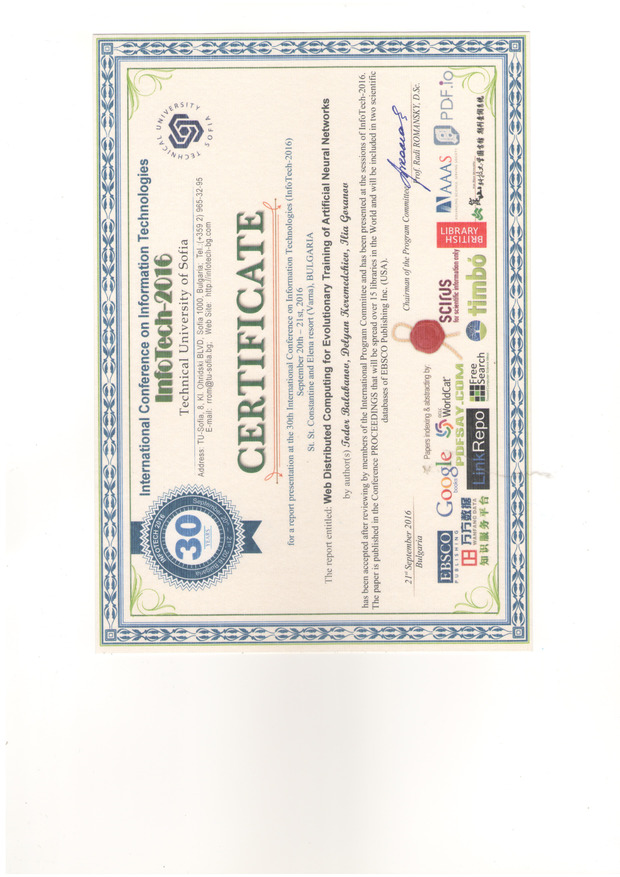 International Conference on Information Technologies
InfoTech-2016
Technical University of Sofia
Address: TU-Sofia, 8, Kl. Ohridski BLVD, Sofia 1000, Bulgaria; Tel.:(+359 2) 965-32-95
E-mail: rrom@tu-sofia.bg; Web Site: http://infotech-bg.com
INFOTECH 2016
30
YEARS
TECHNICAL UNIVERSITY SOFIA
CERTIFICATE
for a report presentation at the 30th International Conference on Information Technologies (InfoTech-2016)
September 20th – 21st, 2016
St. St. Constantine and Elena resort (Varna), BULGARIA
The report entitled: Web Distributed Computing for Evolutionary Training of Artificial Neural Networks
by author(s) Todor Balabanov, Delyan Keremedchiev, Ilia Goranov
has been accepted after reviewing by members of the International Program Committee and has been presented at the sessions of InfoTech-2016.
The paper is published in the Conference PROCEEDINGS that will be spread over 15 libraries in the World and will be included in two scientific
databases of EBSCO Publishing Inc. (USA).
21st September 2016
Bulgaria
Chairman of the Program Committee
Prof. Radi ROMANSKY, D.Sc.
Papers indexing & abstracting by:
EBSCO
PUBLISHING
Google
WorldCat
SCIRUS
for scientific information only
BRITISH
LIBRARY
AAAS
PDF.iO
PDFSAY.COM
万方数据
WANFANG DATA
知识服务平台
LinkRepo
Free
Search
timbó